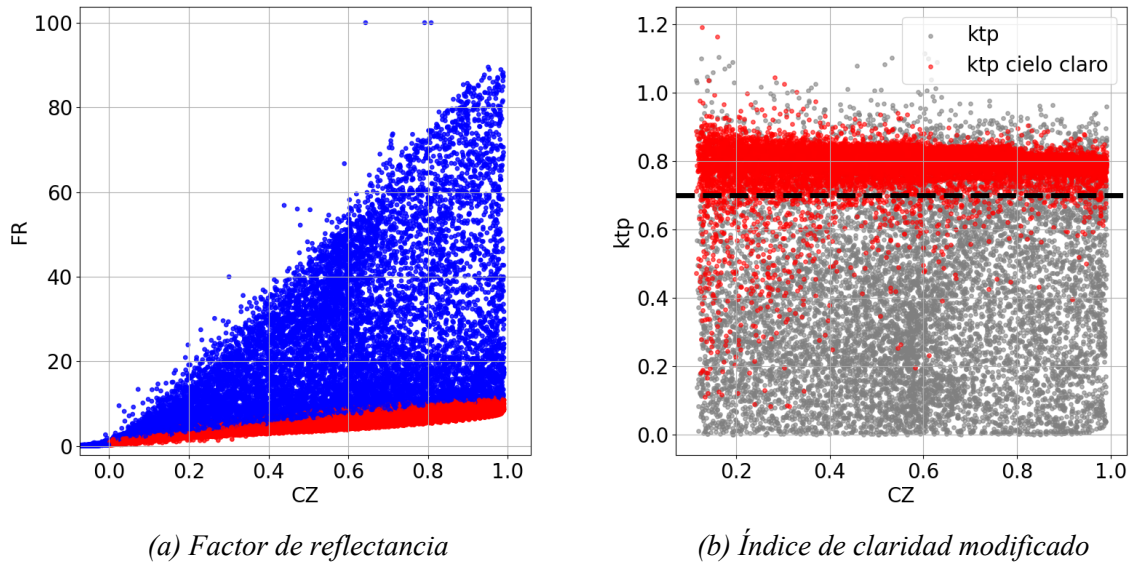 100
80
60
40
20
0
FR
0.0 0.2 0.4 0.6 0.8 1.0
CZ
(a) Factor de reflectancia
1.2
1.0
0.8
0.6
0.4
0.2
0.0
ktp
ktp
ktp cielo claro
0.2 0.4 0.6 0.8 1.0
CZ
(b) Índice de claridad modificado